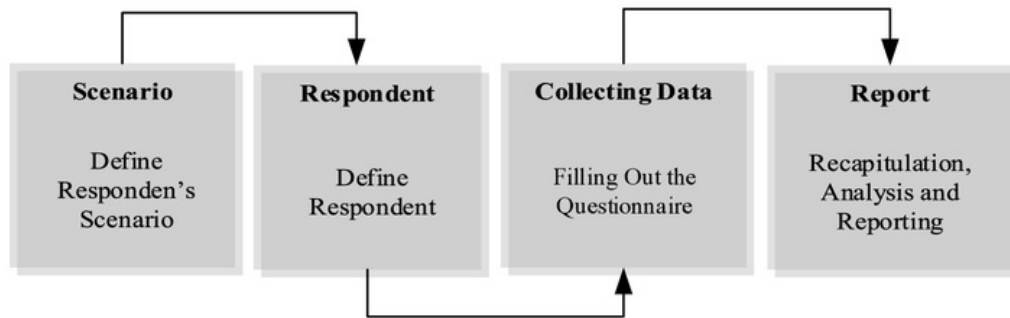 Scenario
Define
Responden's
Scenario
Respondent
Define
Respondent
Collecting Data
Filling Out the
Questionnaire
Report
Recapitulation,
Analysis and
Reporting